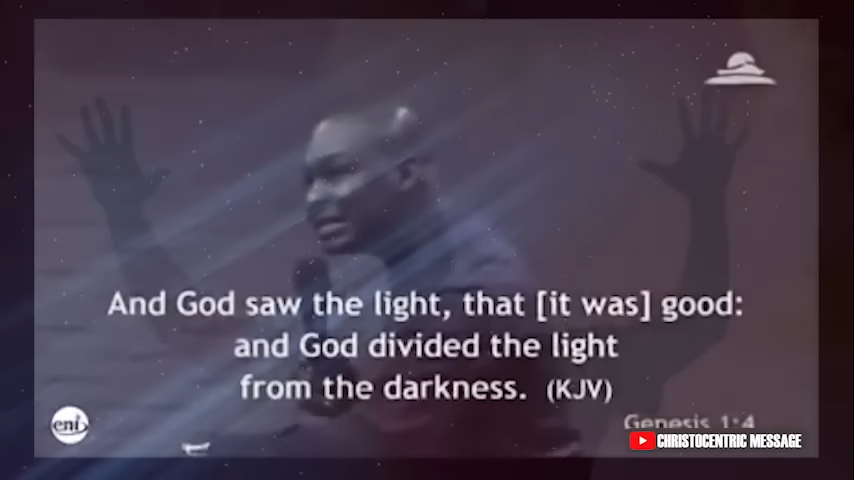 And God saw the light, that [it was] good:
and God divided the light
from the darkness. (KJV)
eni
Genesis 1:4
CHRISTOCENTRIC MESSAGE